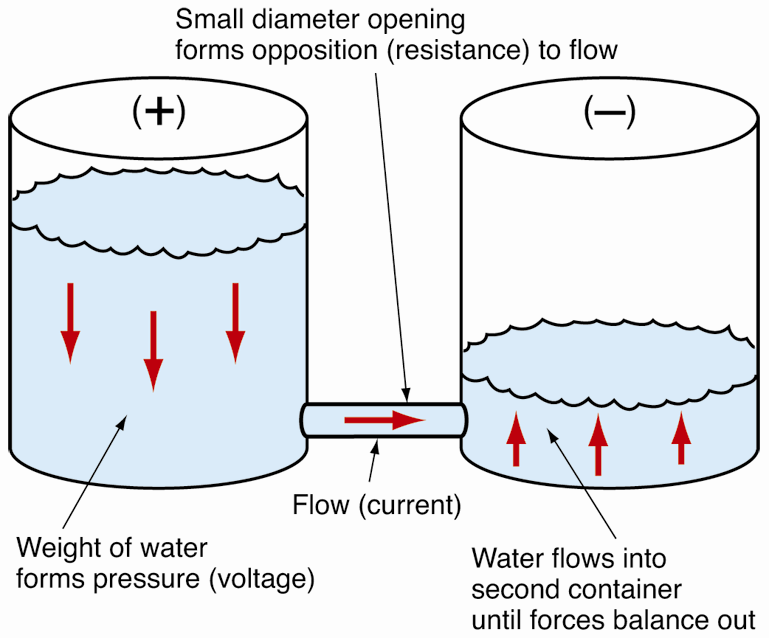 Small diameter opening
forms opposition (resistance) to flow
(+)
(—)
Flow (current)
Weight of water
forms pressure (voltage)
Water flows into
second container
until forces balance out